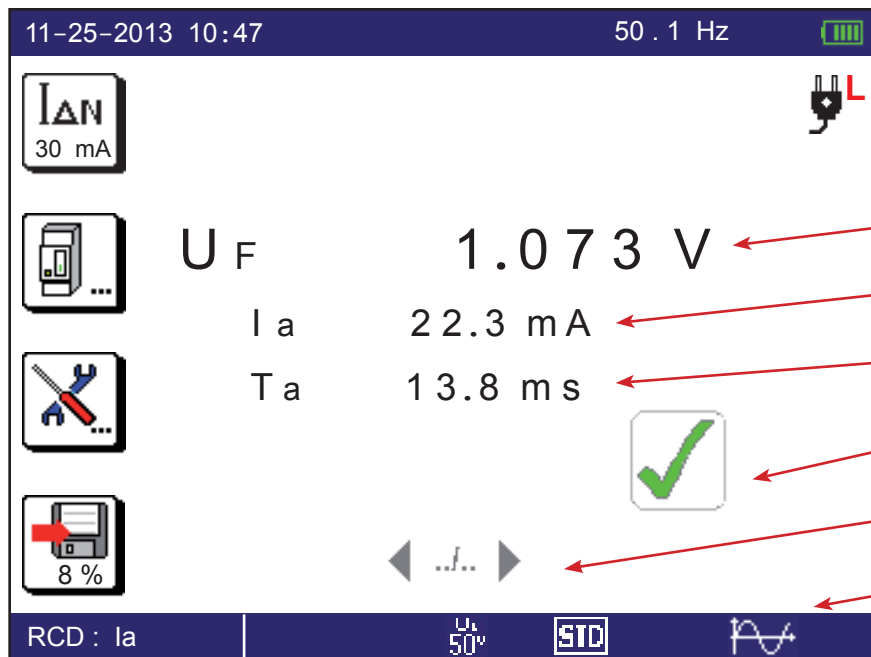 11-25-2013 10:47 50.1 Hz
IΔN
30 mA
L
UF 1.073 V
...
Ia 22.3 mA
Ta 13.8 ms
...
8 %
../..
RCD : Ia UL 50V STD